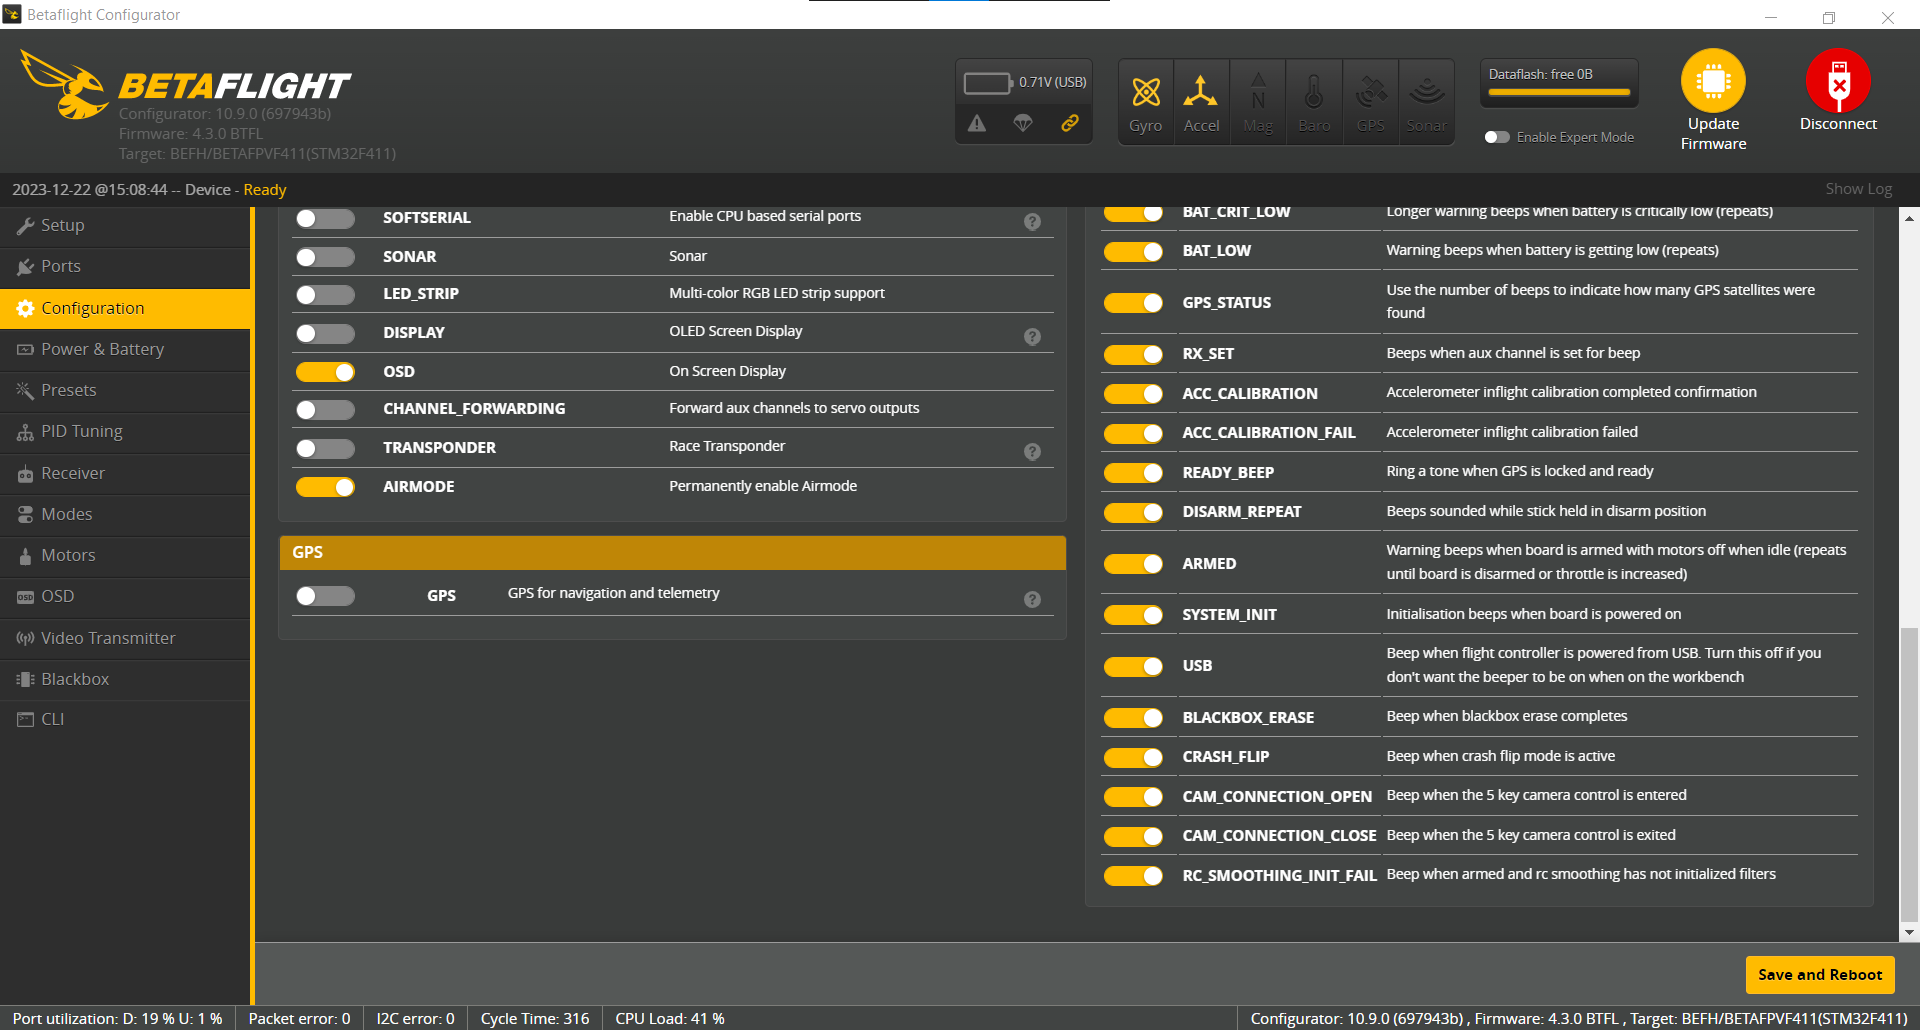 Betaflight Configurator
BETAFLIGHT
Configurator: 10.9.0 (697943b)
Firmware: 4.3.0 BTFL
Target: BEFH/BETAFPVF411(STM32F411)
0.71V (USB)
Gyro
Accel
N
Mag
Baro
GPS
Sonar
Dataflash: free 0B
Enable Expert Mode
Update
Firmware
Disconnect
2023-12-22 @15:08:44 -- Device - Ready
Show Log
Setup
Ports
Configuration
Power & Battery
Presets
PID Tuning
Receiver
Modes
Motors
OSD OSD
Video Transmitter
Blackbox
CLI
SOFTSERIAL Enable CPU based serial ports ?
SONAR Sonar
LED_STRIP Multi-color RGB LED strip support
DISPLAY OLED Screen Display ?
OSD On Screen Display
CHANNEL_FORWARDING Forward aux channels to servo outputs
TRANSPONDER Race Transponder ?
AIRMODE Permanently enable Airmode
GPS
GPS GPS for navigation and telemetry ?
BAT_CRIT_LOW Longer warning beeps when battery is critically low (repeats)
BAT_LOW Warning beeps when battery is getting low (repeats)
GPS_STATUS Use the number of beeps to indicate how many GPS satellites were
found
RX_SET Beeps when aux channel is set for beep
ACC_CALIBRATION Accelerometer inflight calibration completed confirmation
ACC_CALIBRATION_FAIL Accelerometer inflight calibration failed
READY_BEEP Ring a tone when GPS is locked and ready
DISARM_REPEAT Beeps sounded while stick held in disarm position
ARMED Warning beeps when board is armed with motors off when idle (repeats
until board is disarmed or throttle is increased)
SYSTEM_INIT Initialisation beeps when board is powered on
USB Beep when flight controller is powered from USB. Turn this off if you
don't want the beeper to be on when on the workbench
BLACKBOX_ERASE Beep when blackbox erase completes
CRASH_FLIP Beep when crash flip mode is active
CAM_CONNECTION_OPEN Beep when the 5 key camera control is entered
CAM_CONNECTION_CLOSE Beep when the 5 key camera control is exited
RC_SMOOTHING_INIT_FAIL Beep when armed and rc smoothing has not initialized filters
Save and Reboot
Port utilization: D: 19 % U: 1 % Packet error: 0 I2C error: 0 Cycle Time: 316 CPU Load: 41 %
Configurator: 10.9.0 (697943b) , Firmware: 4.3.0 BTFL , Target: BEFH/BETAFPVF411(STM32F411)